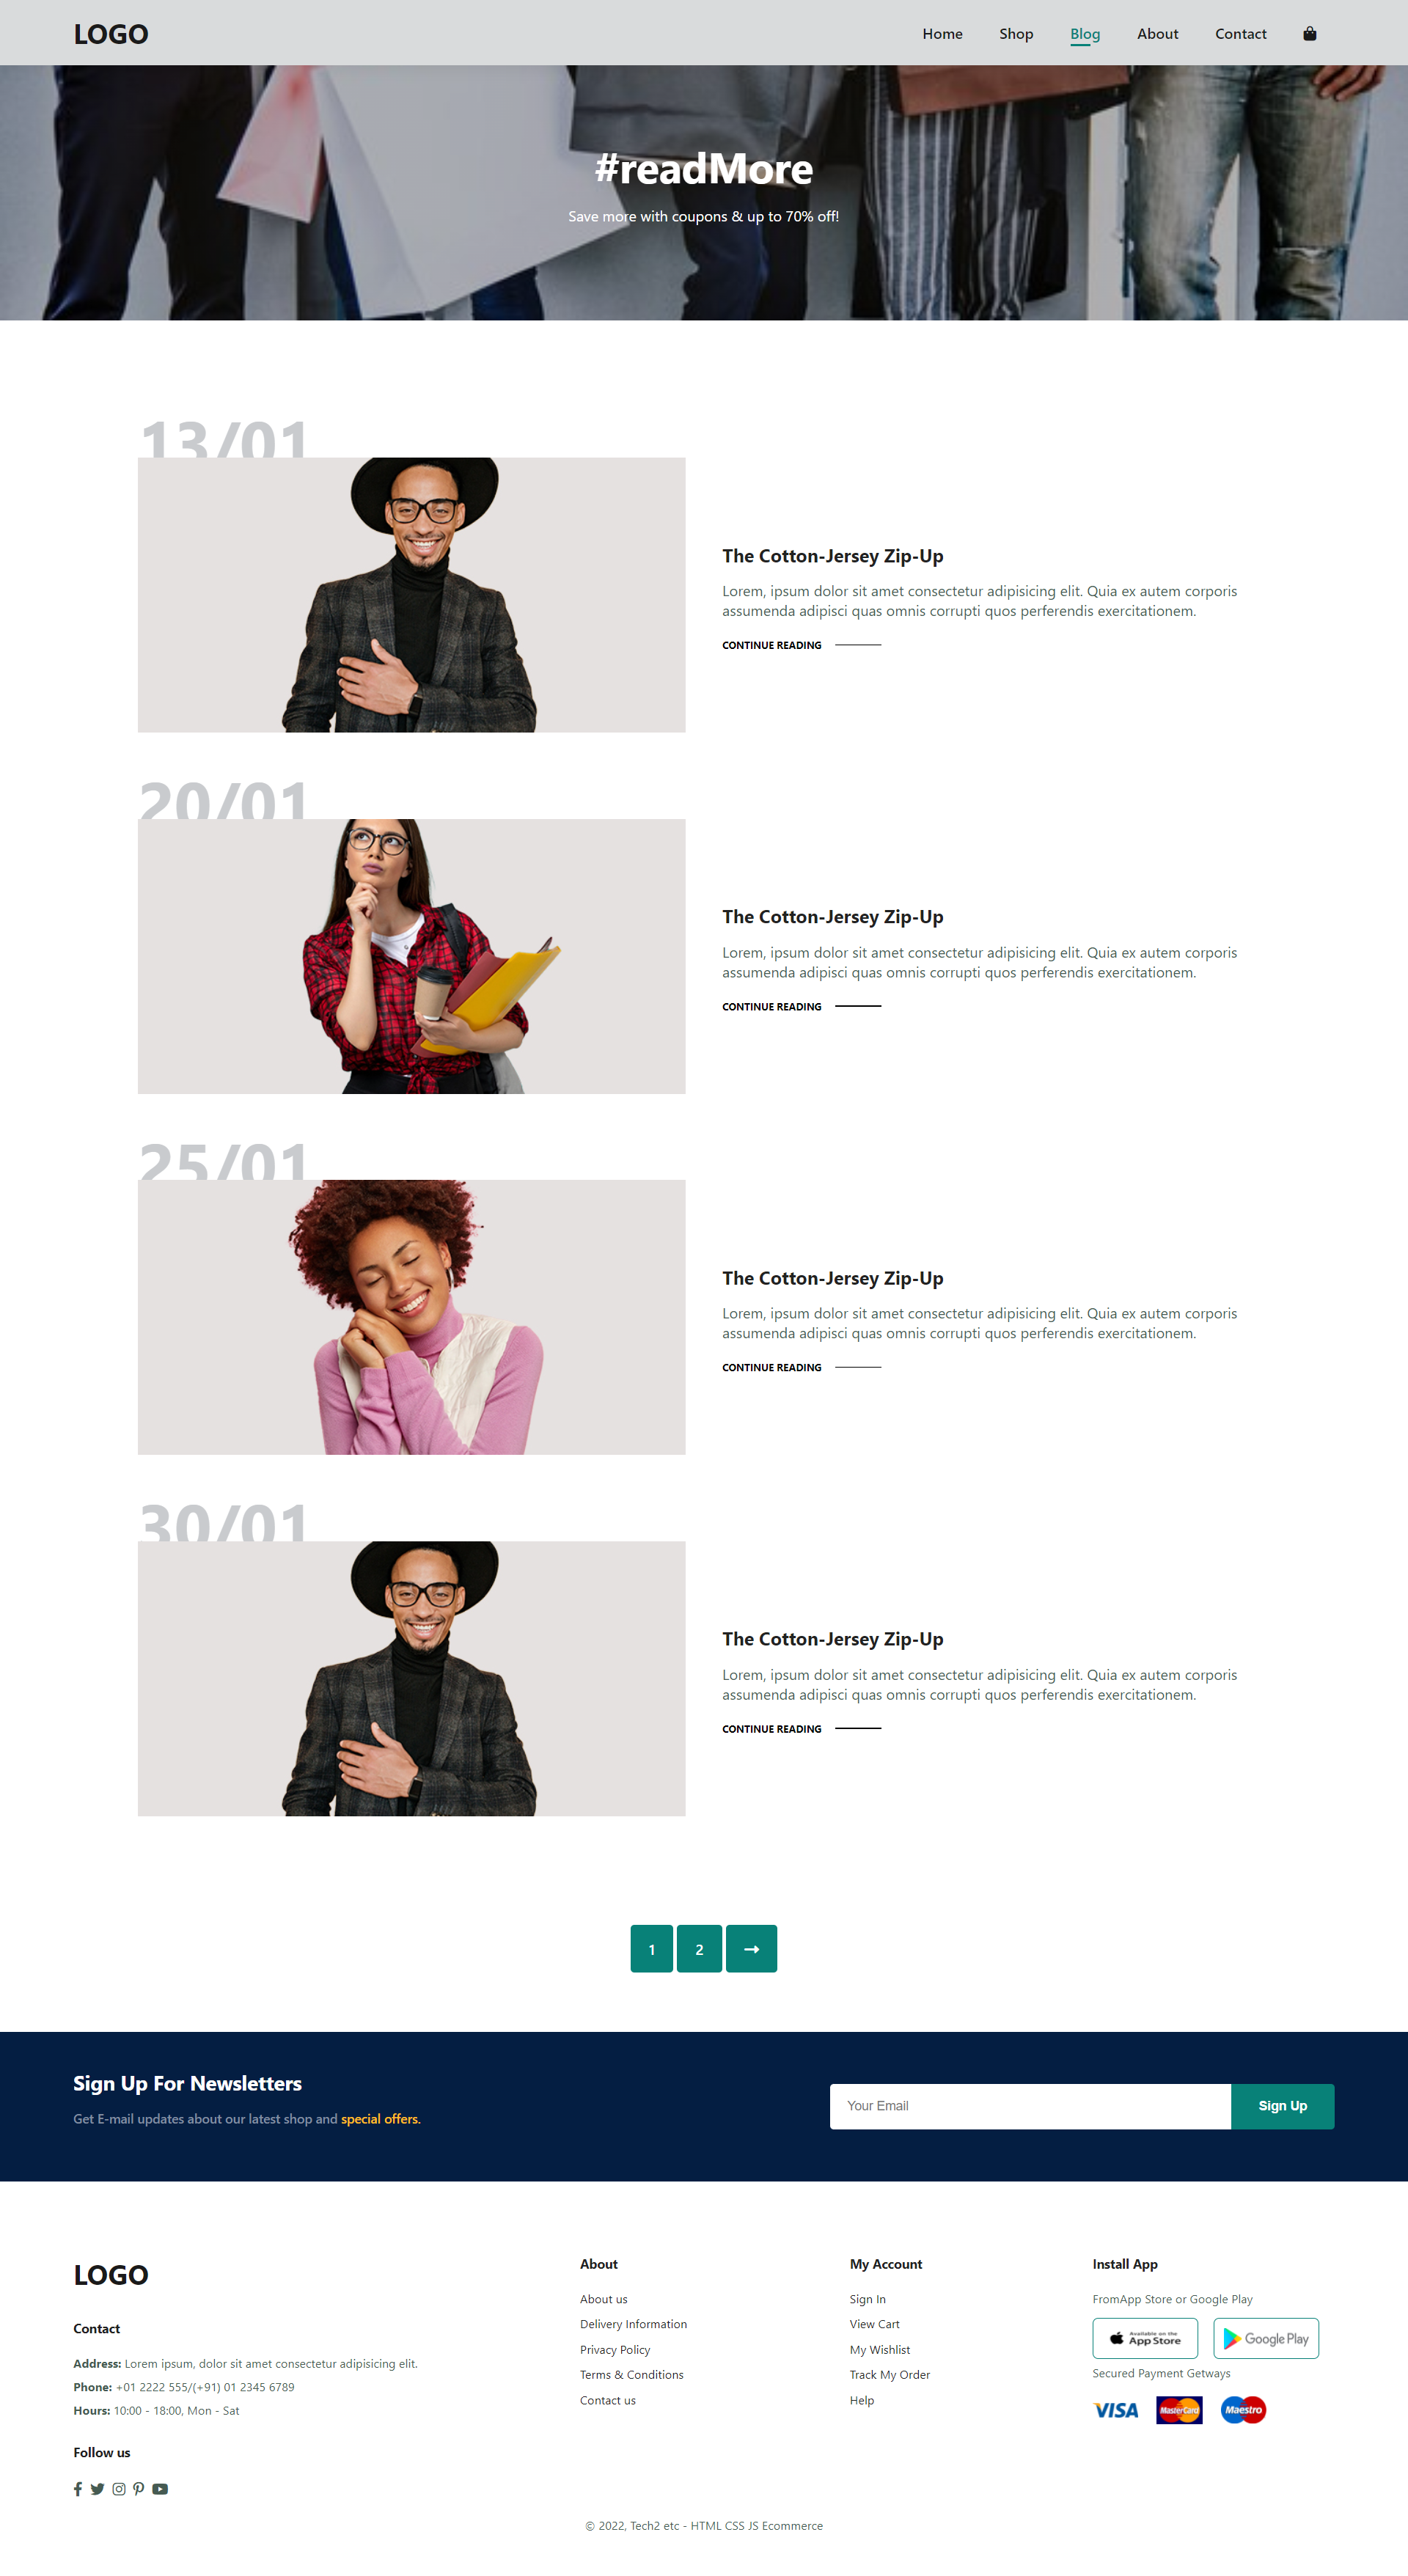 LOGO
Home Shop Blog About Contact
#readMore
Save more with coupons & up to 70% off!
13/01
The Cotton-Jersey Zip-Up
Lorem, ipsum dolor sit amet consectetur adipisicing elit. Quia ex autem corporis
assumenda adipisci quas omnis corrupti quos perferendis exercitationem.
CONTINUE READING
20/01
The Cotton-Jersey Zip-Up
Lorem, ipsum dolor sit amet consectetur adipisicing elit. Quia ex autem corporis
assumenda adipisci quas omnis corrupti quos perferendis exercitationem.
CONTINUE READING
25/01
The Cotton-Jersey Zip-Up
Lorem, ipsum dolor sit amet consectetur adipisicing elit. Quia ex autem corporis
assumenda adipisci quas omnis corrupti quos perferendis exercitationem.
CONTINUE READING
30/01
The Cotton-Jersey Zip-Up
Lorem, ipsum dolor sit amet consectetur adipisicing elit. Quia ex autem corporis
assumenda adipisci quas omnis corrupti quos perferendis exercitationem.
CONTINUE READING
1 2 →
Sign Up For Newsletters
Get E-mail updates about our latest shop and special offers.
Your Email
Sign Up
LOGO
Contact
Address: Lorem ipsum, dolor sit amet consectetur adipisicing elit.
Phone: +01 2222 555/(+91) 01 2345 6789
Hours: 10:00 - 18:00, Mon - Sat
Follow us
About
About us
Delivery Information
Privacy Policy
Terms & Conditions
Contact us
My Account
Sign In
View Cart
My Wishlist
Track My Order
Help
Install App
FromApp Store or Google Play
Available on the
App Store
Google Play
Secured Payment Getways
VISA
MasterCard
Maestro
© 2022, Tech2 etc - HTML CSS JS Ecommerce